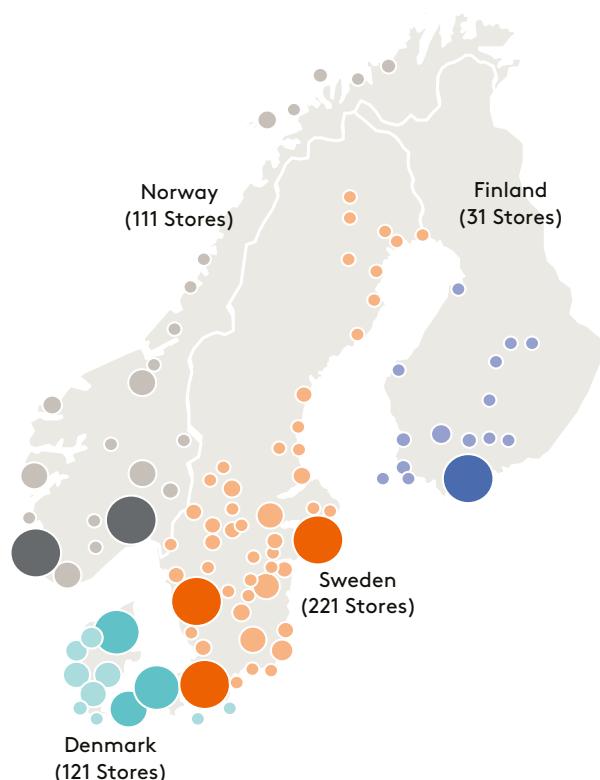 Norway
(111 Stores)
Finland
(31 Stores)
Sweden
(221 Stores)
Denmark
(121 Stores)